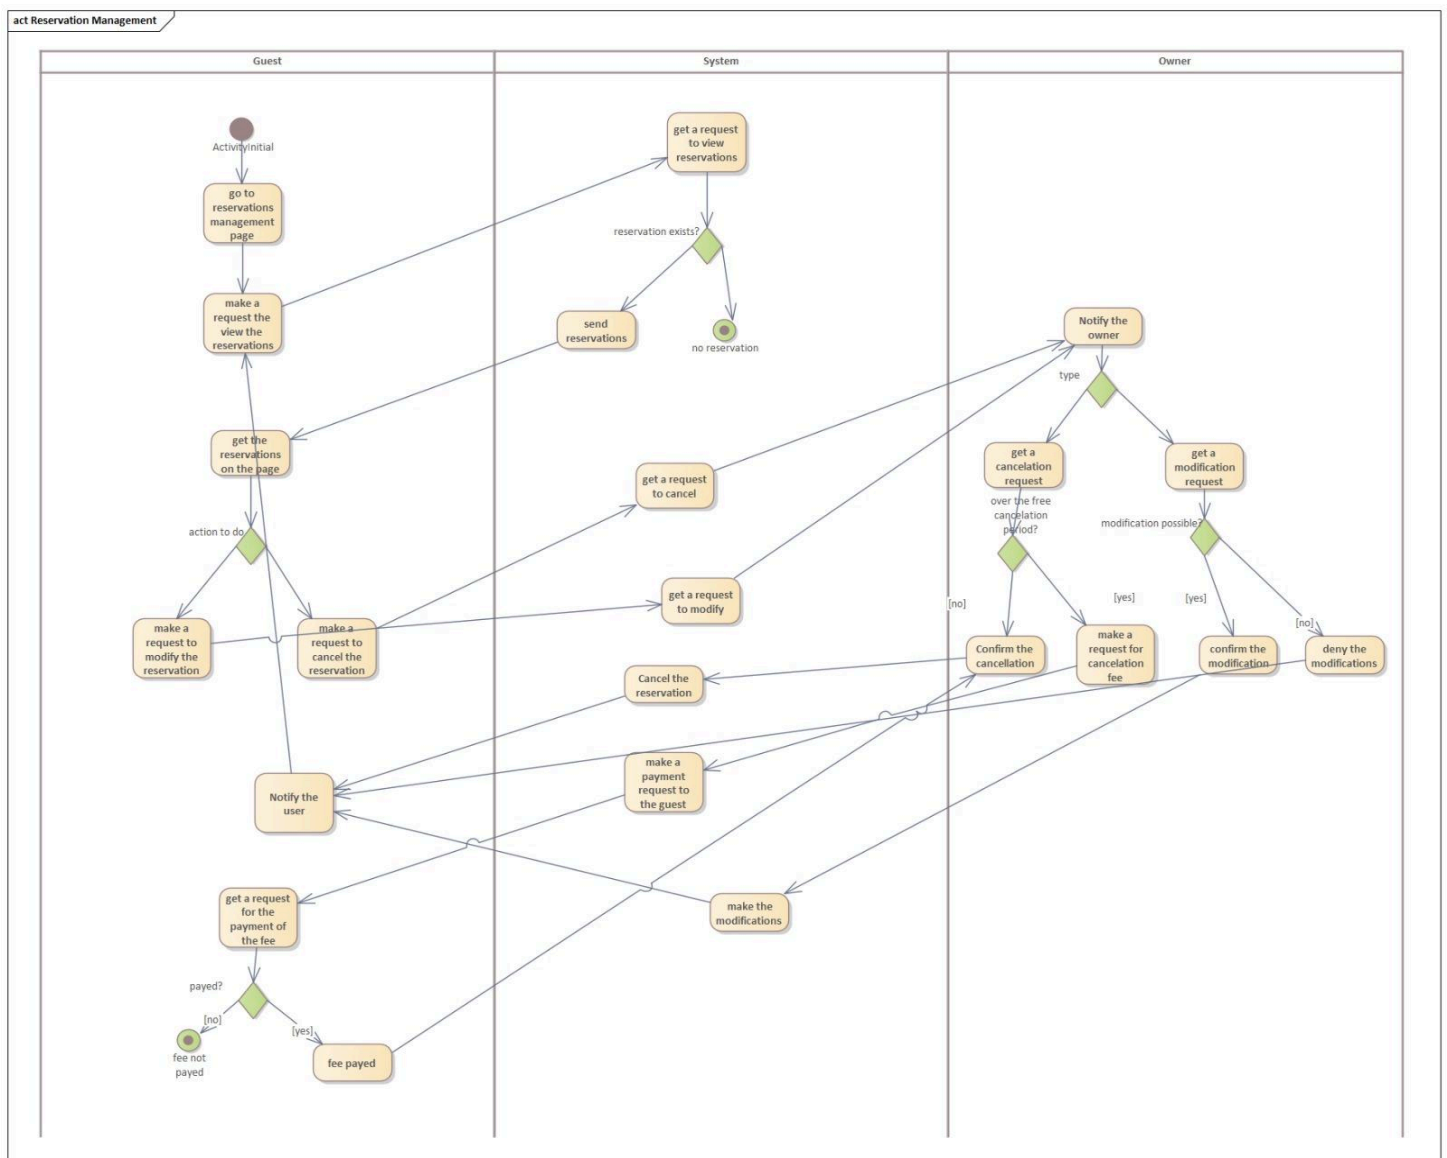 act Reservation Management
Guest
System
Owner
ActivityInitial
go to
reservations
management
page
make a
request the
view the
reservations
get the
reservations
on the page
action to do
make a
request to
modify the
reservation
make a
request to
cancel the
reservation
Notify the
user
get a request
for the
payment of
the fee
payed?
[no]
[yes]
fee not
payed
fee payed
get a request
to view
reservations
reservation exists?
send
reservations
no reservation
get a request
to cancel
get a request
to modify
Cancel the
reservation
make a
payment
request to
the guest
make the
modifications
Notify the
owner
type
get a
cancelation
request
get a
modification
request
over the free
cancelation
period?
modification possible?
[no]
[yes]
[yes]
[no]
Confirm the
cancellation
make a
request for
cancelation
fee
confirm the
modification
deny the
modifications